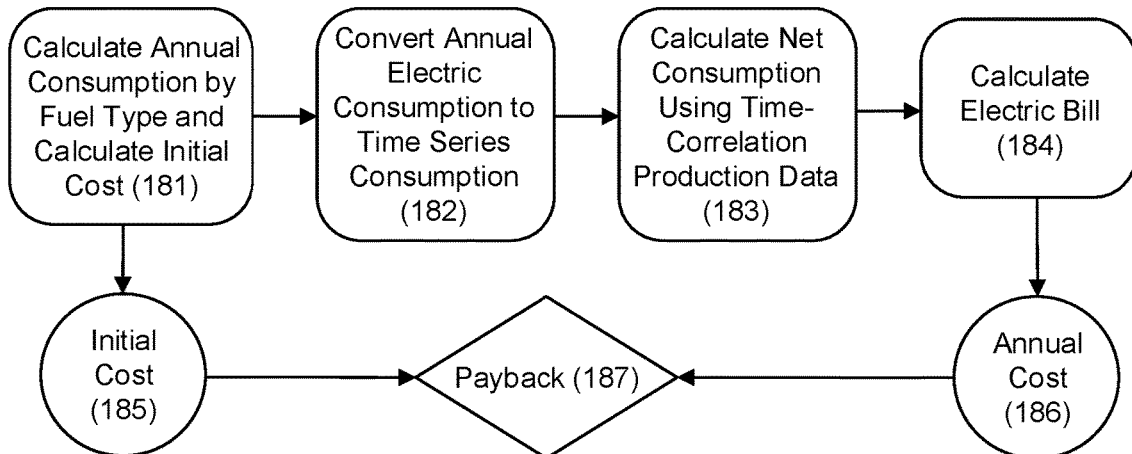 Calculate Annual
Consumption by
Fuel Type and
Calculate Initial
Cost (181)
Convert Annual
Electric
Consumption to
Time Series
Consumption
(182)
Calculate Net
Consumption
Using Time-
Correlation
Production Data
(183)
Calculate
Electric Bill
(184)
Initial
Cost
(185)
Payback (187)
Annual
Cost
(186)